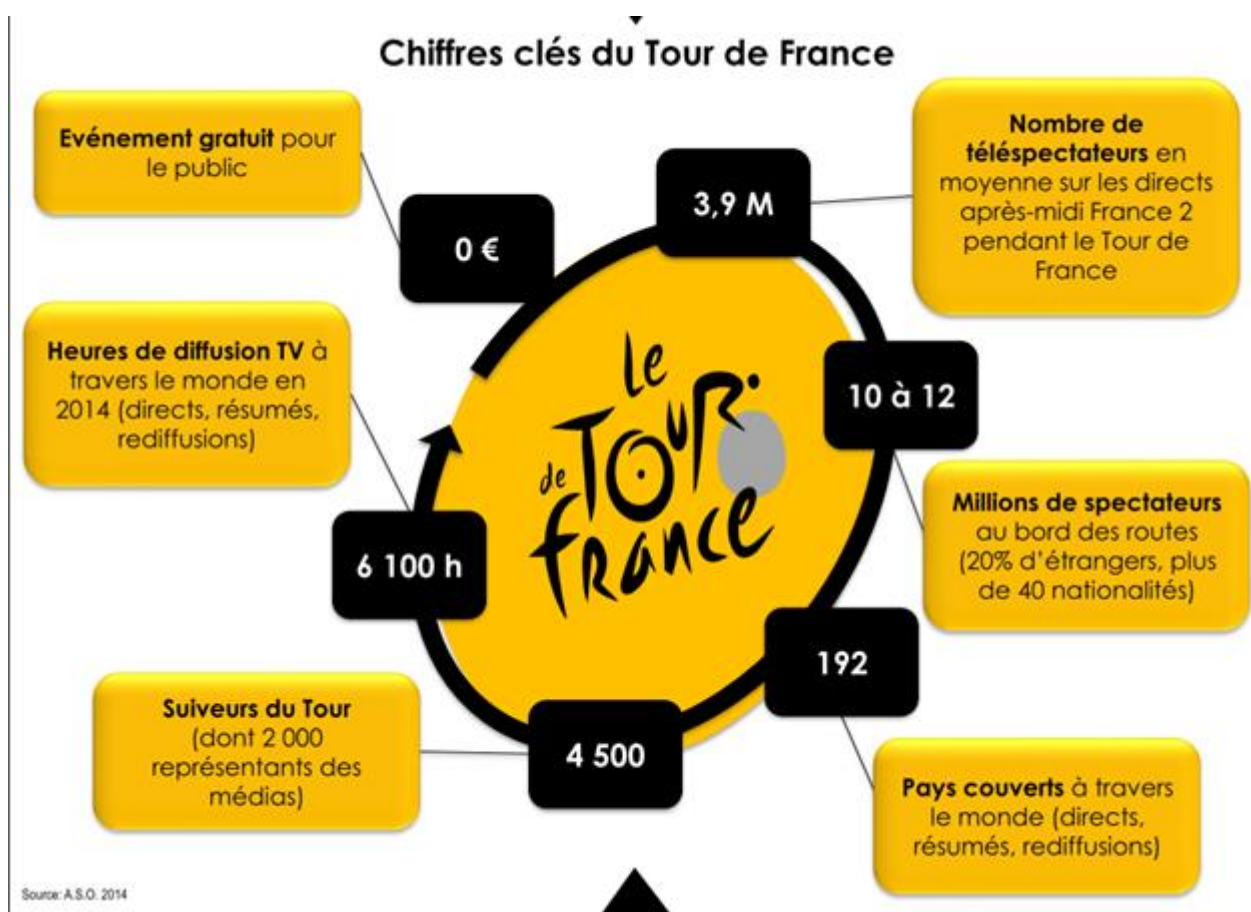 Chiffres clés du Tour de France
Evénement gratuit pour
le public
0 €
3,9 M
Nombre de
téléspectateurs en
moyenne sur les directs
après-midi France 2
pendant le Tour de
France
Heures de diffusion TV à
travers le monde en
2014 (directs, résumés,
rediffusions)
6 100 h
Le
Tour
de
france
10 à 12
Millions de spectateurs
au bord des routes
(20% d’étrangers, plus
de 40 nationalités)
192
Pays couverts à travers
le monde (directs,
résumés, rediffusions)
4 500
Suiveurs du Tour
(dont 2 000
représentants des
médias)
Source: A.S.O. 2014